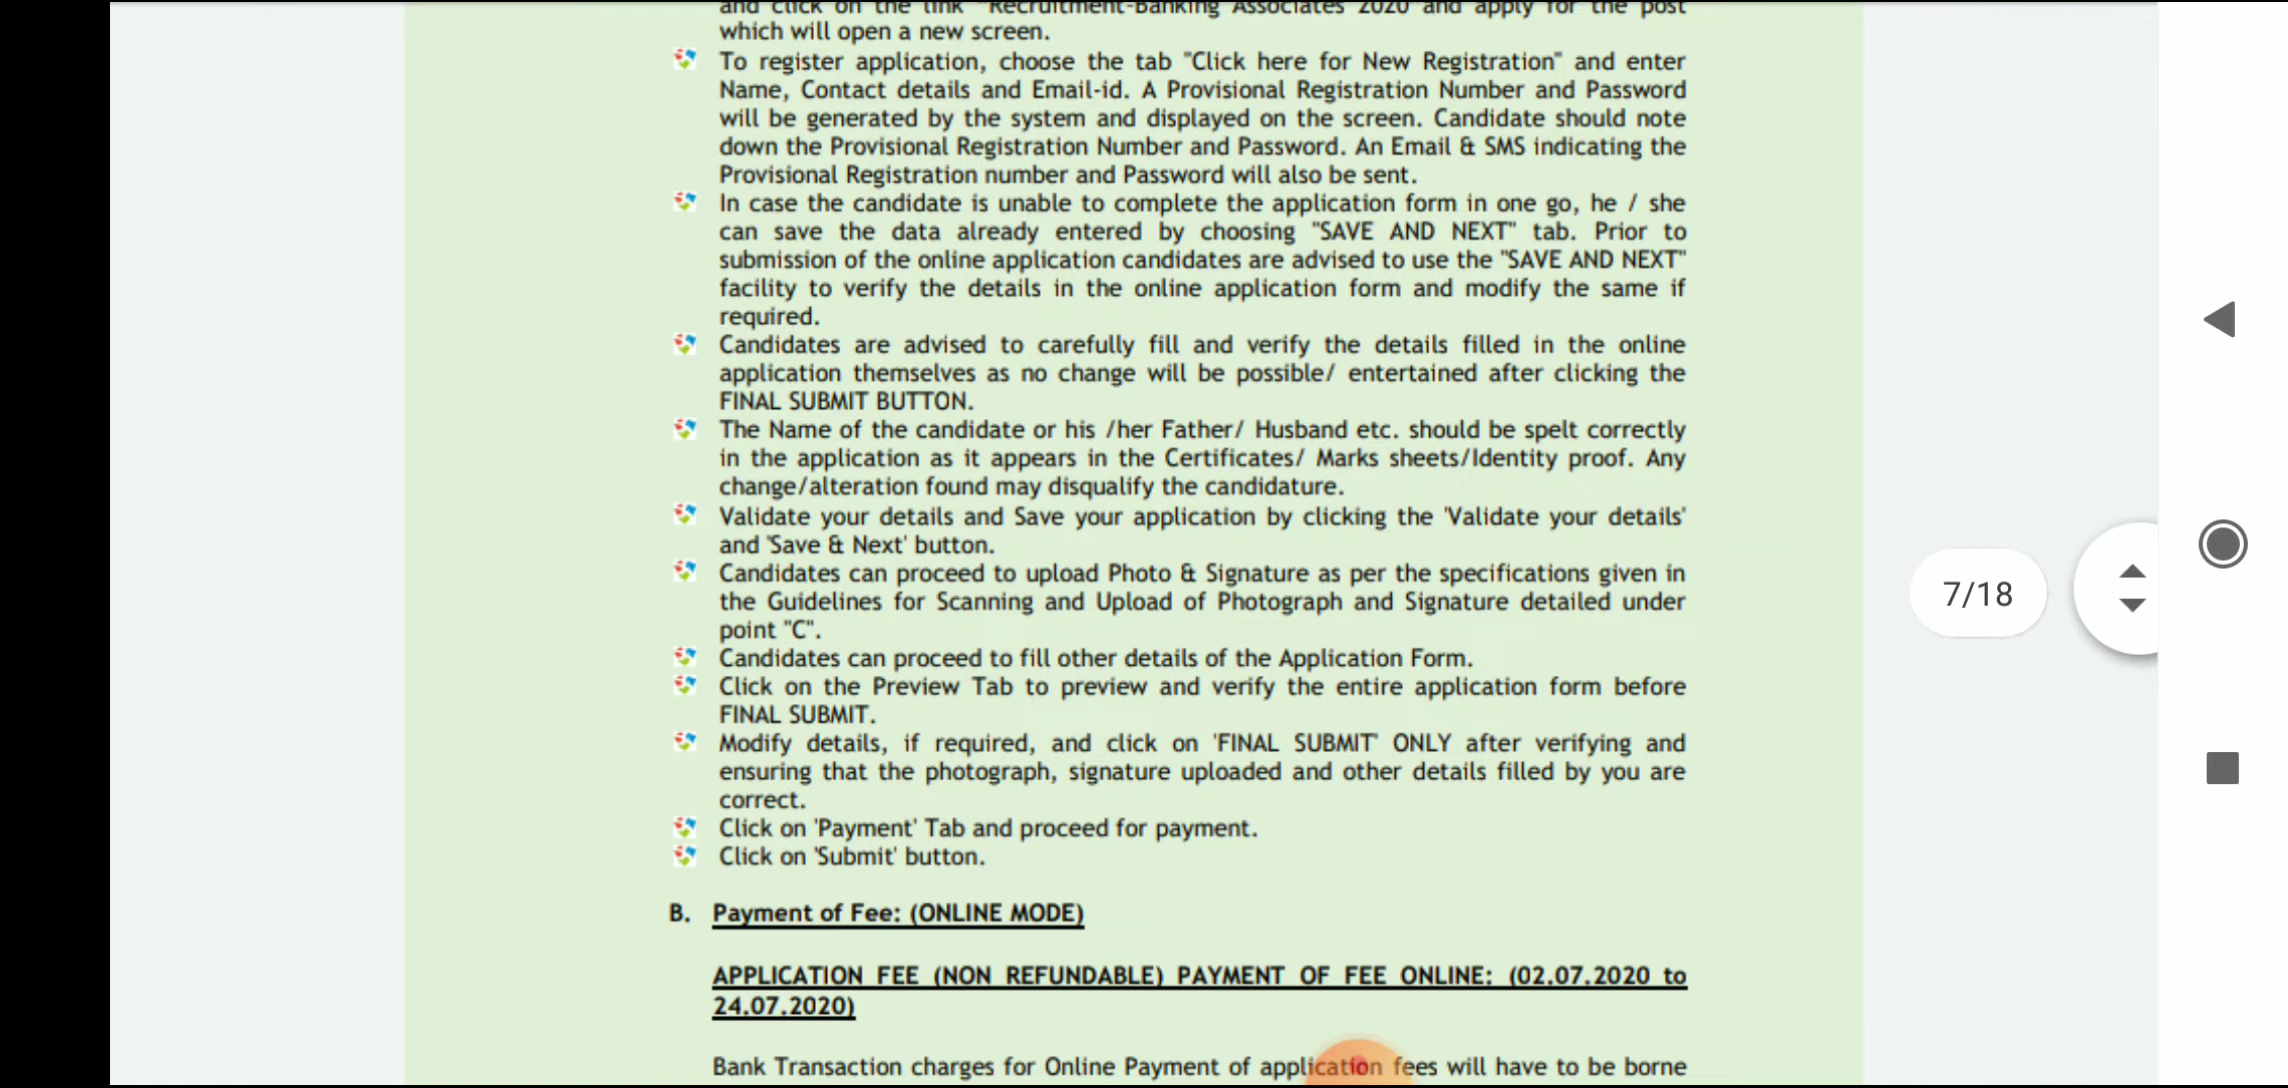 and click on the link "Recruitment-Banking Associates 2020" and apply for the post
which will open a new screen.
To register application, choose the tab "Click here for New Registration" and enter
Name, Contact details and Email-id. A Provisional Registration Number and Password
will be generated by the system and displayed on the screen. Candidate should note
down the Provisional Registration Number and Password. An Email & SMS indicating the
Provisional Registration number and Password will also be sent.
In case the candidate is unable to complete the application form in one go, he / she
can save the data already entered by choosing "SAVE AND NEXT" tab. Prior to
submission of the online application candidates are advised to use the "SAVE AND NEXT"
facility to verify the details in the online application form and modify the same if
required.
Candidates are advised to carefully fill and verify the details filled in the online
application themselves as no change will be possible/ entertained after clicking the
FINAL SUBMIT BUTTON.
The Name of the candidate or his /her Father/ Husband etc. should be spelt correctly
in the application as it appears in the Certificates/ Marks sheets/Identity proof. Any
change/alteration found may disqualify the candidature.
Validate your details and Save your application by clicking the 'Validate your details'
and 'Save & Next' button.
Candidates can proceed to upload Photo & Signature as per the specifications given in
the Guidelines for Scanning and Upload of Photograph and Signature detailed under
point "C".
Candidates can proceed to fill other details of the Application Form.
Click on the Preview Tab to preview and verify the entire application form before
FINAL SUBMIT.
Modify details, if required, and click on 'FINAL SUBMIT' ONLY after verifying and
ensuring that the photograph, signature uploaded and other details filled by you are
correct.
Click on 'Payment' Tab and proceed for payment.
Click on 'Submit' button.
B. Payment of Fee: (ONLINE MODE)
APPLICATION FEE (NON REFUNDABLE) PAYMENT OF FEE ONLINE: (02.07.2020 to
24.07.2020)
Bank Transaction charges for Online Payment of application fees will have to be borne
7/18